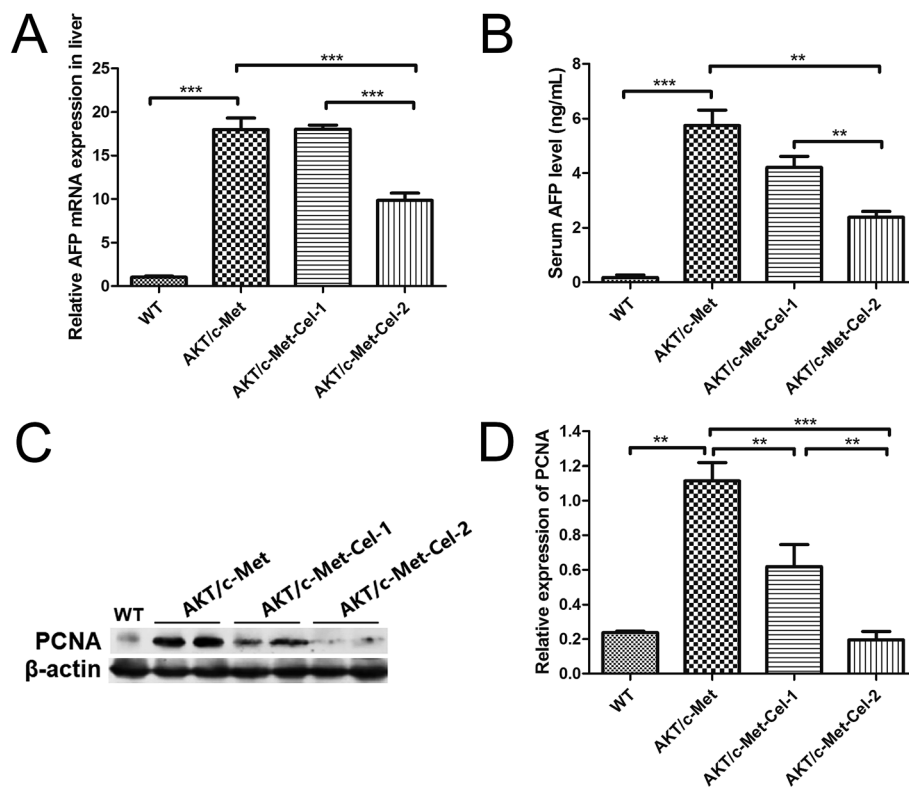 A
Relative AFP mRNA expression in liver
25
20
15
10
5
0
***
***
***
WT
AKT/c-Met
AKT/c-Met-Cel-1
AKT/c-Met-Cel-2
B
Serum AFP level (ng/mL)
8
6
4
2
0
***
**
**
WT
AKT/c-Met
AKT/c-Met-Cel-1
AKT/c-Met-Cel-2
C
WT
AKT/c-Met
AKT/c-Met-Cel-1
AKT/c-Met-Cel-2
PCNA
β-actin
D
Relative expression of PCNA
1.4
1.2
1.0
0.8
0.6
0.4
0.2
0.0
***
**
**
**
WT
AKT/c-Met
AKT/c-Met-Cel-1
AKT/c-Met-Cel-2